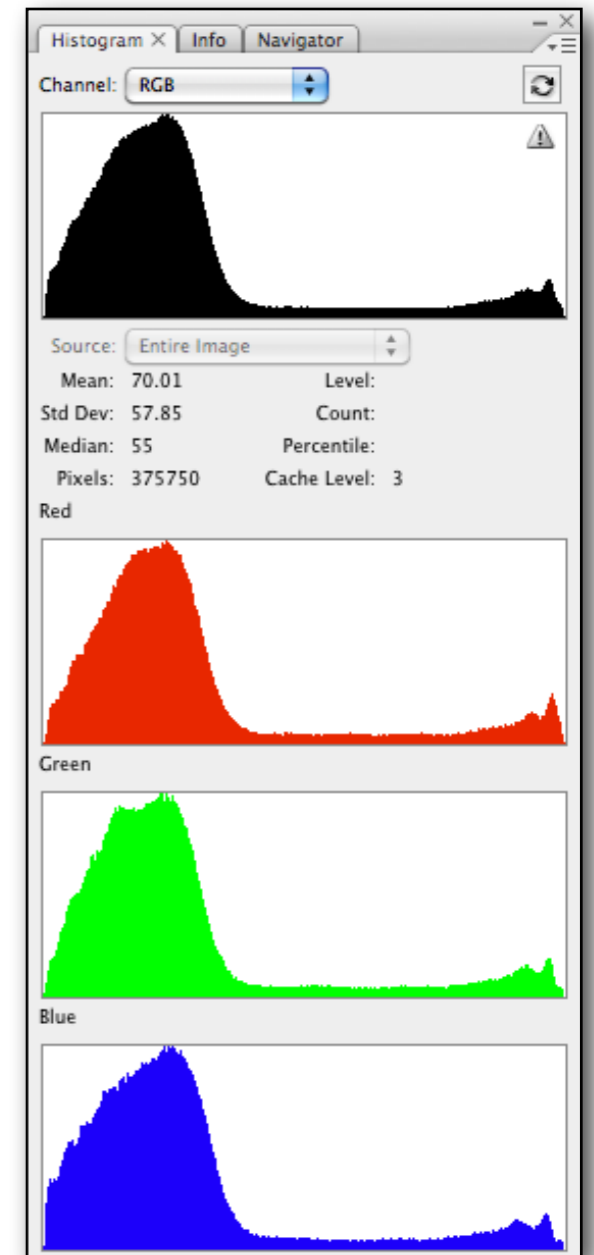 Histogram × Info Navigator
Channel: RGB
Source: Entire Image
Mean: 70.01 Level:
Std Dev: 57.85 Count:
Median: 55 Percentile:
Pixels: 375750 Cache Level: 3
Red
Green
Blue